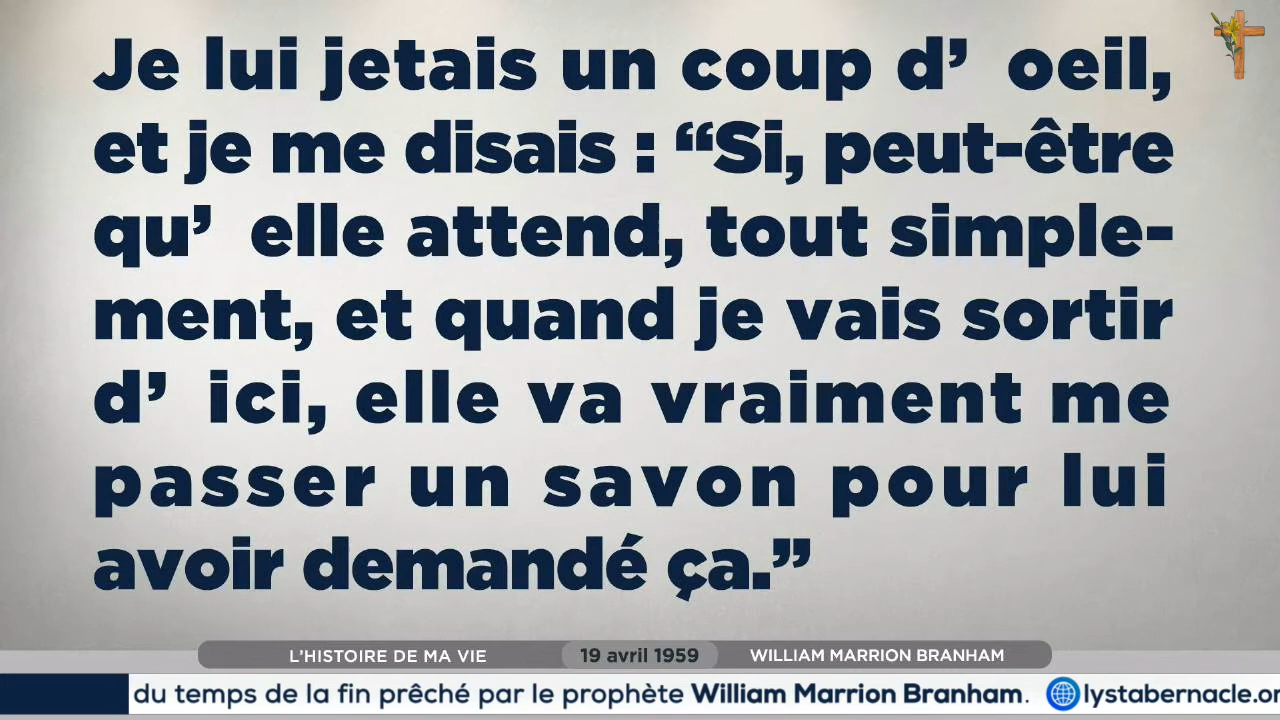 Je lui jetais un coup d’ oeil,
et je me disais : “Si, peut-être
qu’ elle attend, tout simple-
ment, et quand je vais sortir
d’ ici, elle va vraiment me
passer un savon pour lui
avoir demandé ça.”
L’HISTOIRE DE MA VIE 19 avril 1959 WILLIAM MARRION BRANHAM
du temps de la fin prêché par le prophète William Marrion Branham. lystabernacle.or